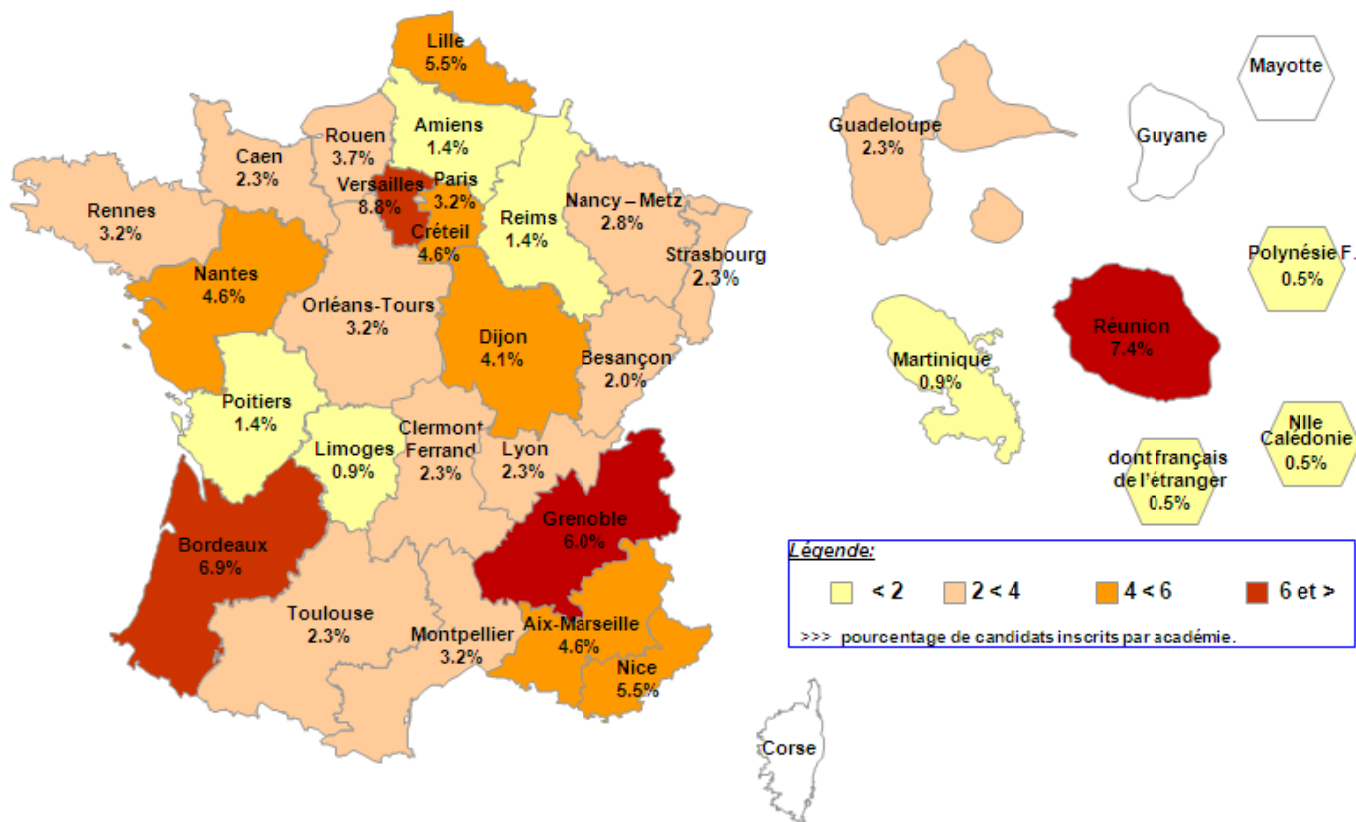 Lille
5.5%
Amiens
1.4%
Rouen
3.7%
Caen
2.3%
Versailles
8.8%
Paris
3.2%
Créteil
4.6%
Reims
1.4%
Nancy – Metz
2.8%
Strasbourg
2.3%
Rennes
3.2%
Nantes
4.6%
Orléans-Tours
3.2%
Dijon
4.1%
Besançon
2.0%
Poitiers
1.4%
Limoges
0.9%
Clermont
Ferrand
2.3%
Lyon
2.3%
Grenoble
6.0%
Bordeaux
6.9%
Toulouse
2.3%
Montpellier
3.2%
Aix-Marseille
4.6%
Nice
5.5%
Corse
Guadeloupe
2.3%
Guyane
Mayotte
Polynésie F.
0.5%
Martinique
0.9%
Réunion
7.4%
Nlle
Calédonie
0.5%
dont français
de l'étranger
0.5%
Légende:
< 2
2 < 4
4 < 6
6 et >
>>> pourcentage de candidats inscrits par académie.